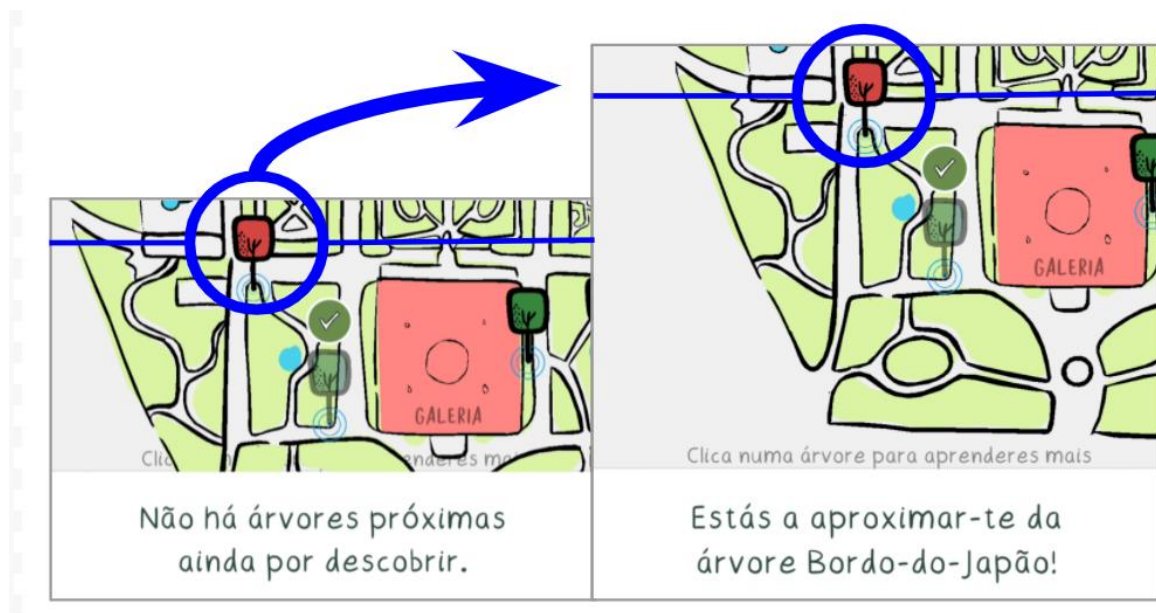 GALERIA
Não há árvores próximas
ainda por descobrir.
GALERIA
Clica numa árvore para aprenderes mais
Estás a aproximar-te da
árvore Bordo-do-Japão!